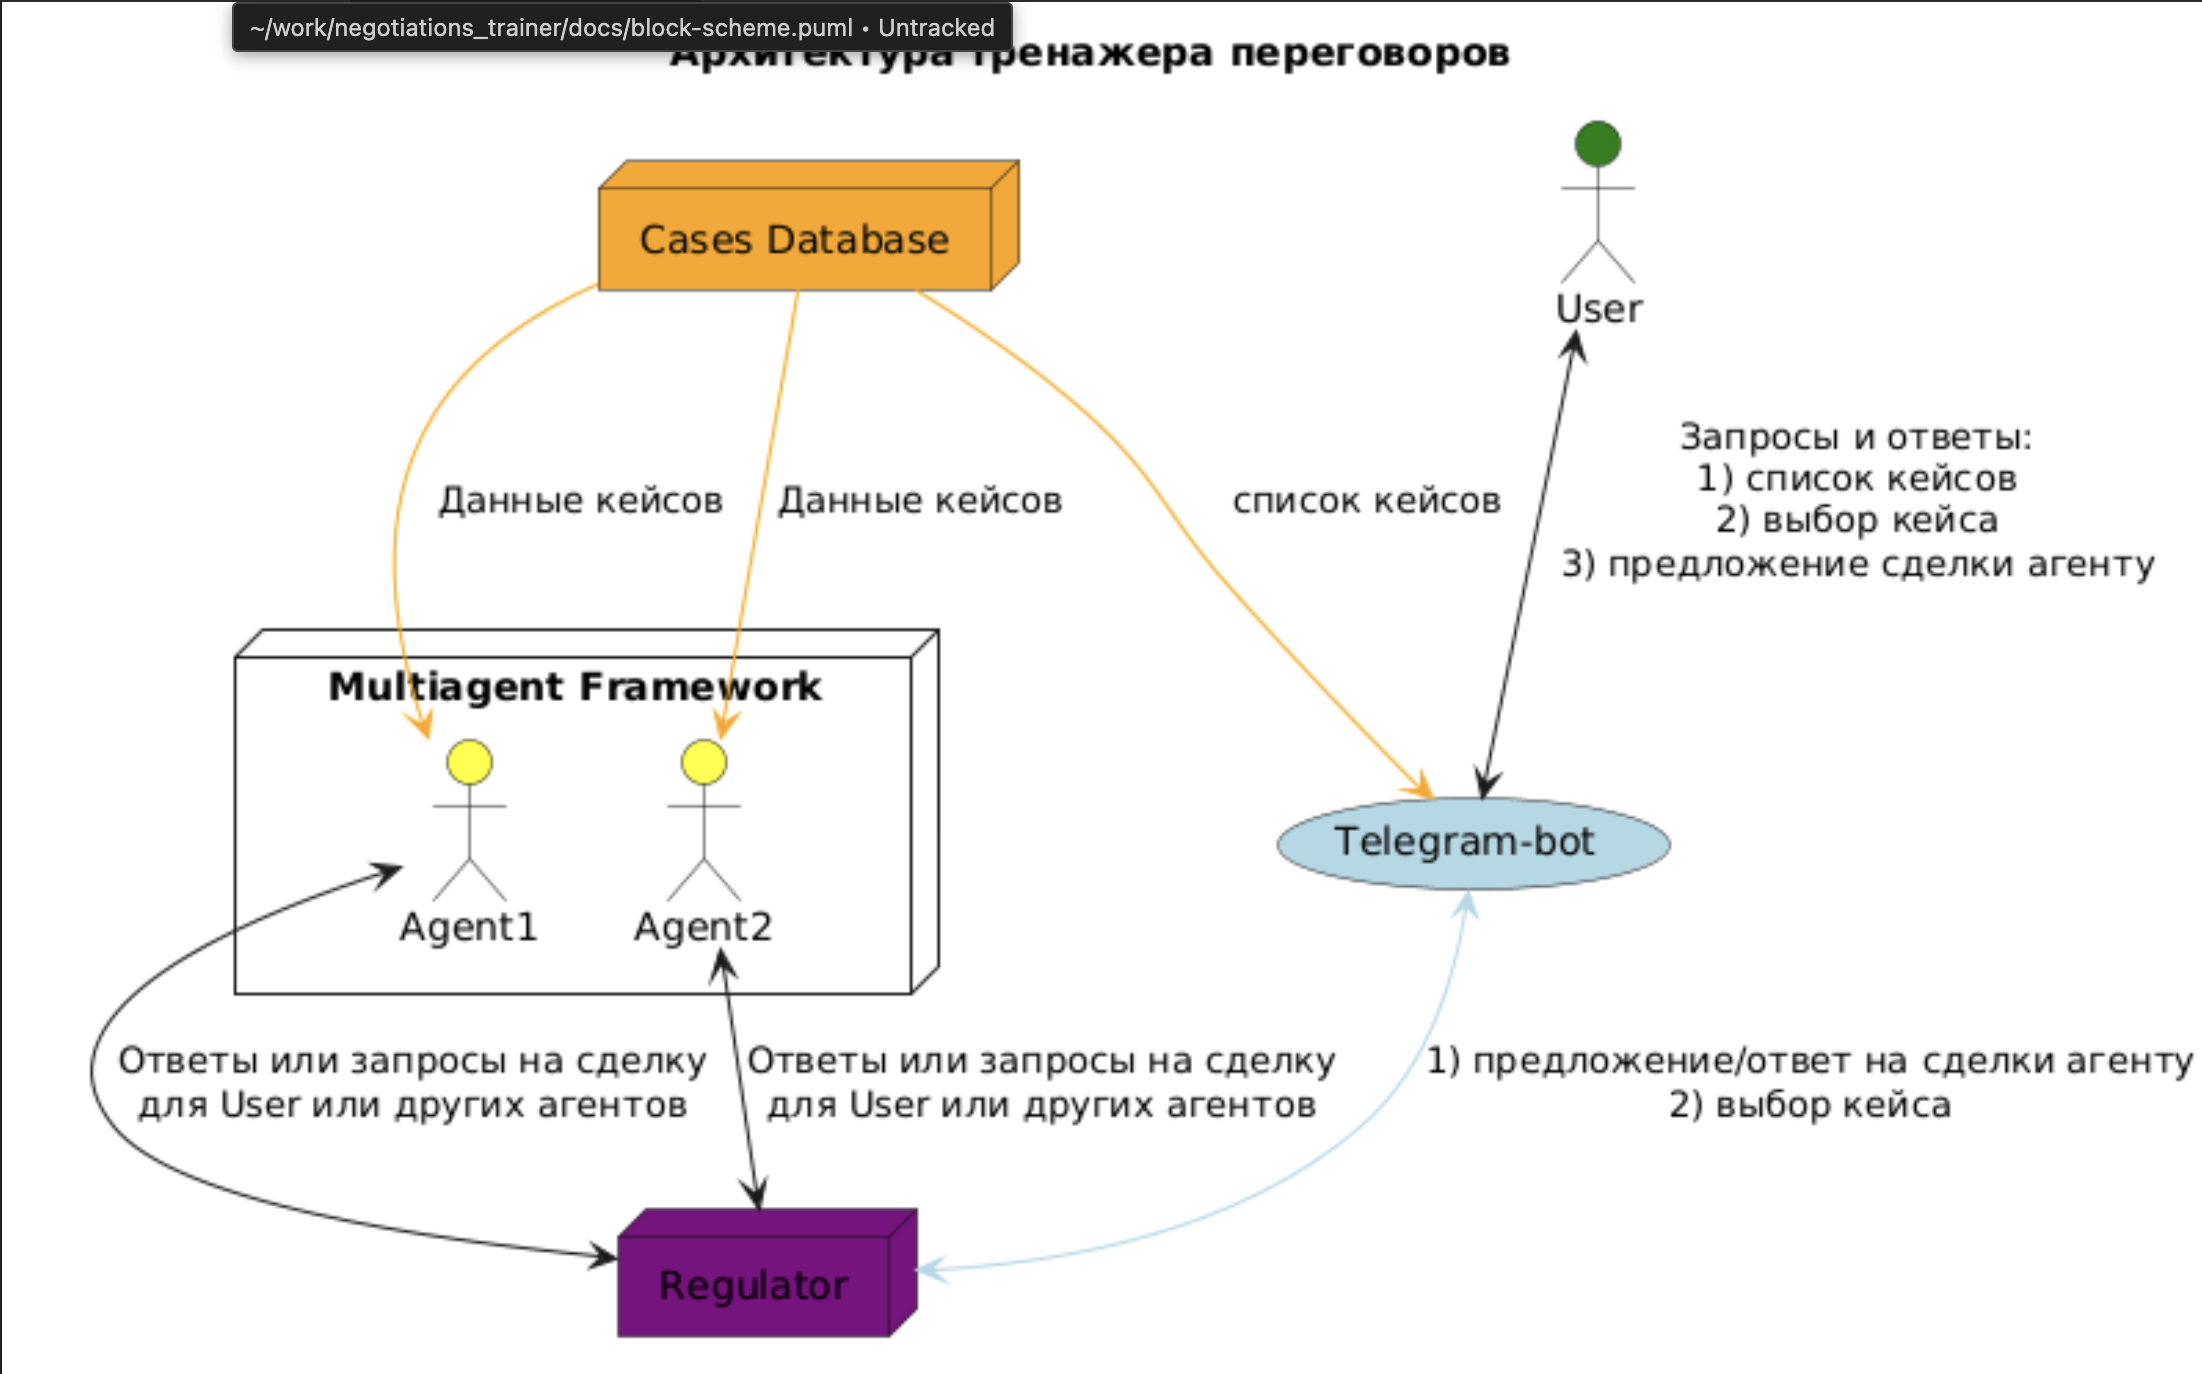 ~/work/negotiations_trainer/docs/block-scheme.puml • Untracked
Архитектура тренажера переговоров
Cases Database
User
Запросы и ответы:
1) список кейсов
2) выбор кейса
3) предложение сделки агенту
Данные кейсов
Данные кейсов
список кейсов
Multiagent Framework
Agent1
Agent2
Telegram-bot
Ответы или запросы на сделку
для User или других агентов
Ответы или запросы на сделку
для User или других агентов
1) предложение/ответ на сделки агенту
2) выбор кейса
Regulator